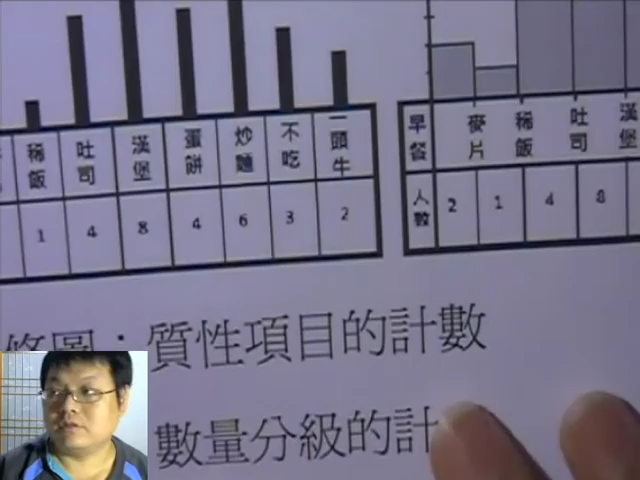 稀飯 吐司 漢堡 蛋餅 炒麵 不吃 一頭牛
1 4 8 4 6 3 2
早餐 麥片 稀飯 吐司 漢堡
人數 2 1 4 8
質性項目的計數
數量分級的計